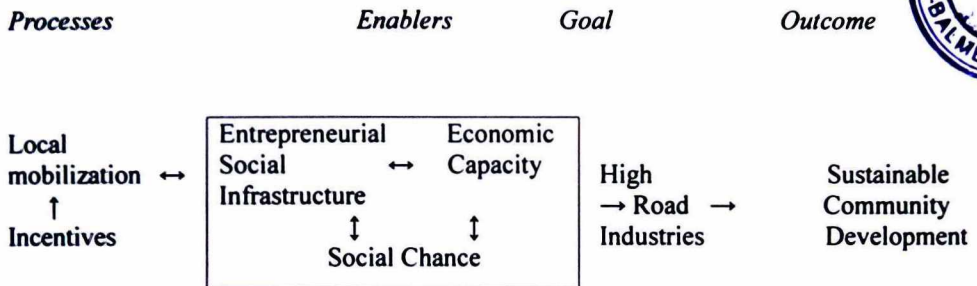 Processes Enablers Goal Outcome
Local
mobilization ↔
↑
Incentives
Entrepreneurial
Social ↔
Infrastructure
Economic
Capacity
↕ ↕
Social Chance
High
→ Road →
Industries
Sustainable
Community
Development